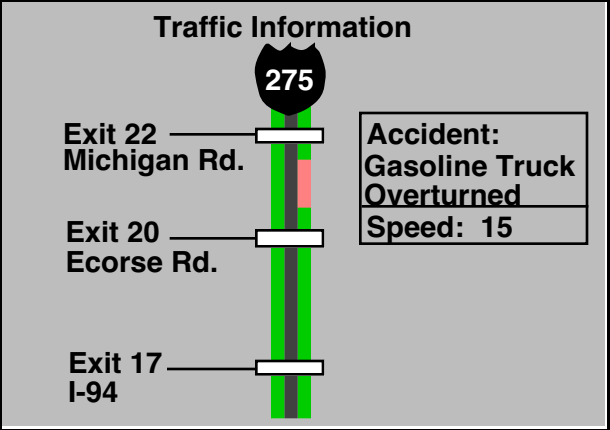 Traffic Information
275
Exit 22
Michigan Rd.
Accident:
Gasoline Truck
Overturned
Speed: 15
Exit 20
Ecorse Rd.
Exit 17
I-94